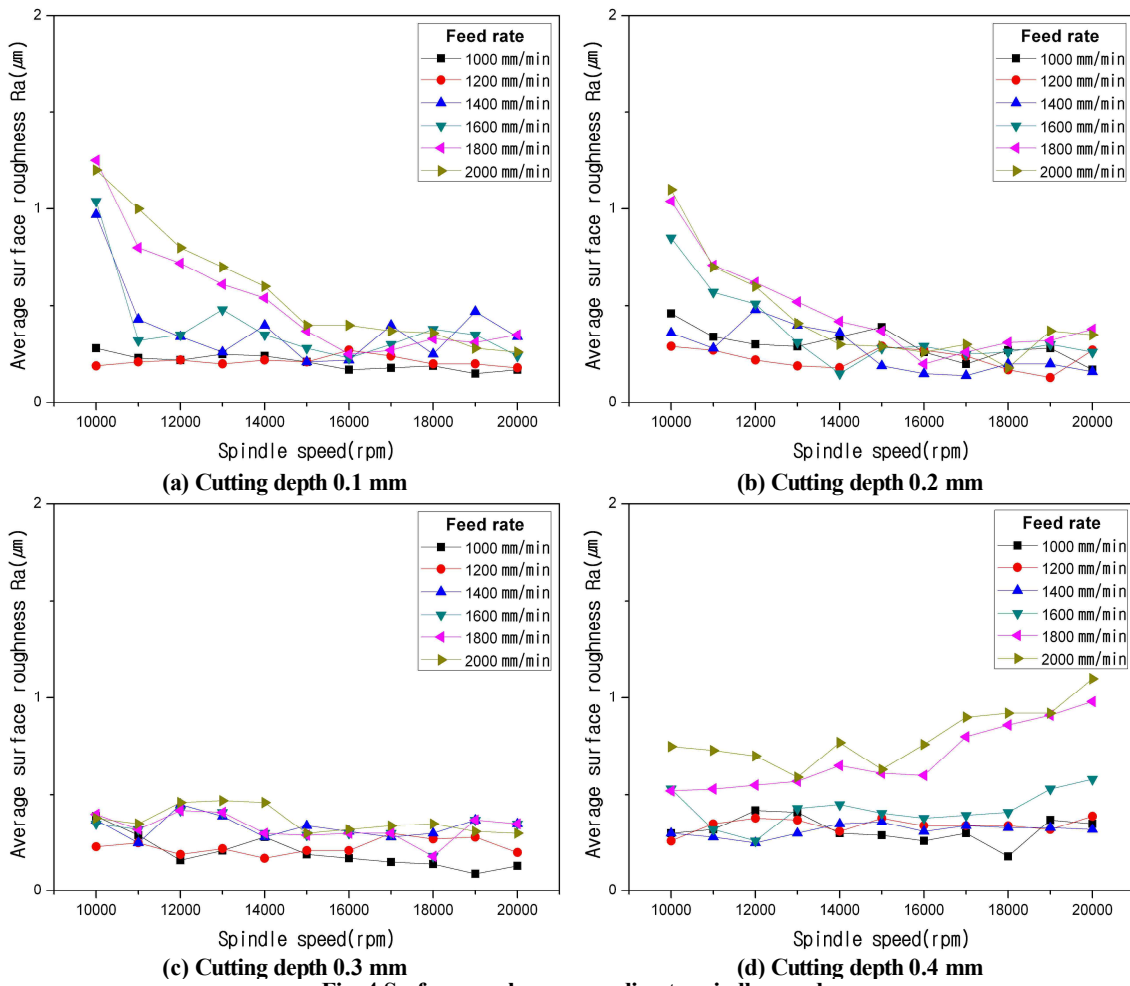 Average surface roughness Ra(μm)
2
1
0
Feed rate
1000 mm/min
1200 mm/min
1400 mm/min
1600 mm/min
1800 mm/min
2000 mm/min
10000 12000 14000 16000 18000 20000
Spindle speed(rpm)
(a) Cutting depth 0.1 mm
Average surface roughness Ra(μm)
2
1
0
Feed rate
1000 mm/min
1200 mm/min
1400 mm/min
1600 mm/min
1800 mm/min
2000 mm/min
10000 12000 14000 16000 18000 20000
Spindle speed(rpm)
(b) Cutting depth 0.2 mm
Average surface roughness Ra(μm)
2
1
0
Feed rate
1000 mm/min
1200 mm/min
1400 mm/min
1600 mm/min
1800 mm/min
2000 mm/min
10000 12000 14000 16000 18000 20000
Spindle speed(rpm)
(c) Cutting depth 0.3 mm
Average surface roughness Ra(μm)
2
1
0
Feed rate
1000 mm/min
1200 mm/min
1400 mm/min
1600 mm/min
1800 mm/min
2000 mm/min
10000 12000 14000 16000 18000 20000
Spindle speed(rpm)
(d) Cutting depth 0.4 mm